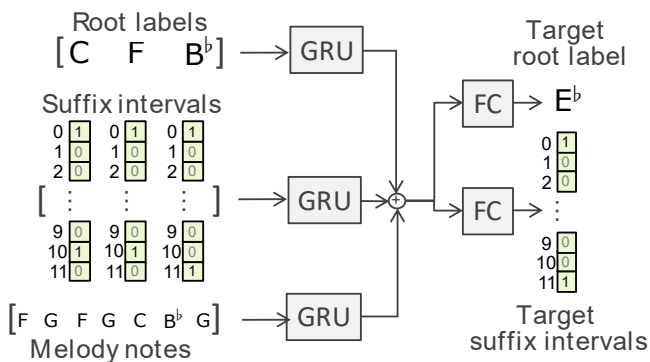 Root labels
[C F B♭]
GRU
Suffix intervals
0 1 0 1 0 1
1 0 1 0 1 0
2 0 2 0 2 0
[ ⋮ ⋮ ⋮ ]
9 0 9 0 9 0
10 1 10 1 10 0
11 0 11 0 11 1
GRU
[F G F G C B♭ G]
Melody notes
GRU
+
FC
FC
Target
root label
E♭
0 1
1 0
2 0
⋮
9 0
10 0
11 1
Target
suffix intervals